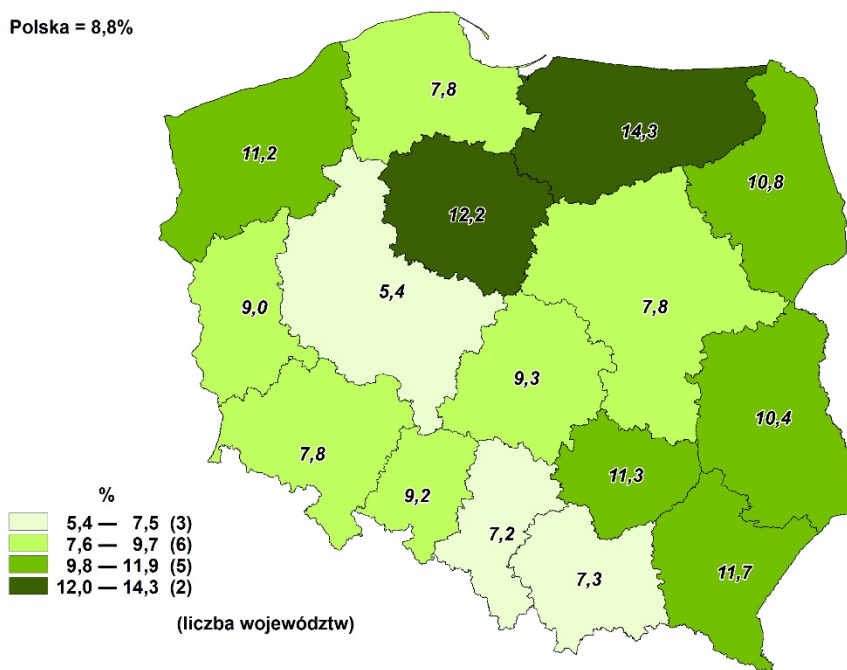 Polska = 8,8%
7,8
14,3
11,2
10,8
12,2
5,4
9,0
7,8
9,3
10,4
7,8
11,3
9,2
7,2
7,3
11,7
%
5,4 — 7,5 (3)
7,6 — 9,7 (6)
9,8 — 11,9 (5)
12,0 — 14,3 (2)
(liczba województw)